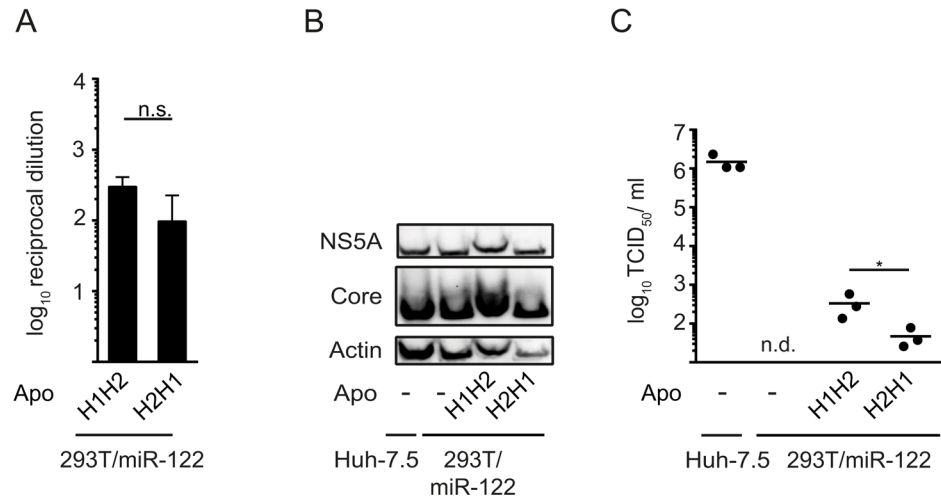 A
log10 reciprocal dilution
4
3
2
1
n.s.
Apo
H1H2
H2H1
293T/miR-122
B
NS5A
Core
Actin
Apo
-
-
H1H2
H2H1
Huh-7.5
293T/
miR-122
C
log10 TCID50/ ml
7
6
5
4
3
2
n.d.
*
-
-
H1H2
H2H1
Apo
Huh-7.5
293T/miR-122